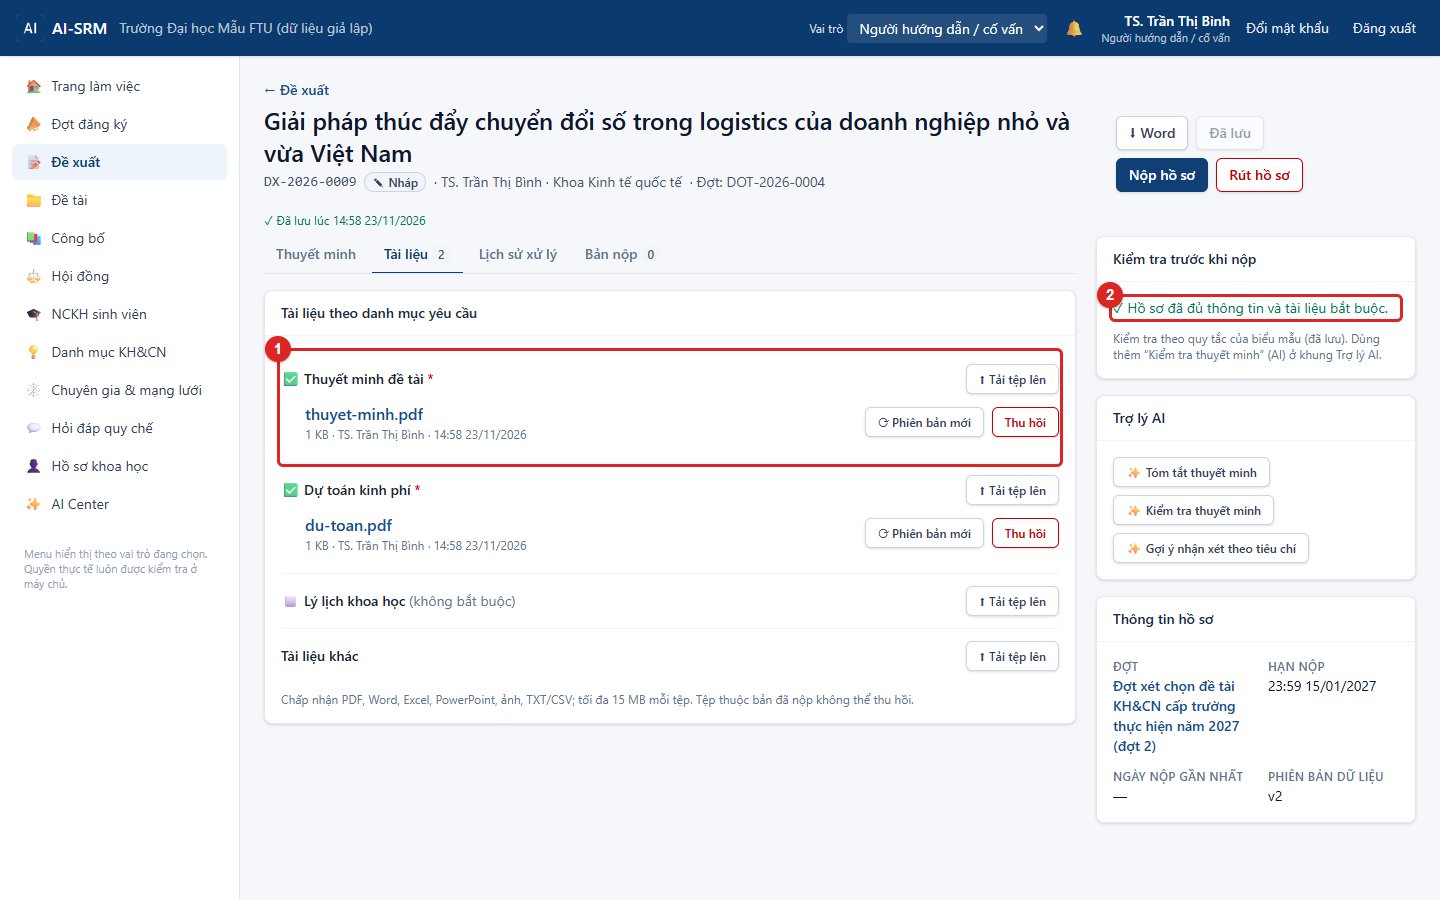 AI AI-SRM Trường Đại học Mẫu FTU (dữ liệu giả lập)
Vai trò Người hướng dẫn / cố vấn
TS. Trần Thị Bình
Người hướng dẫn / cố vấn
Đổi mật khẩu
Đăng xuất
Trang làm việc
Đợt đăng ký
Đề xuất
Đề tài
Công bố
Hội đồng
NCKH sinh viên
Danh mục KH&CN
Chuyên gia & mạng lưới
Hỏi đáp quy chế
Hồ sơ khoa học
AI Center
Menu hiển thị theo vai trò đang chọn.
Quyền thực tế luôn được kiểm tra ở
máy chủ.
← Đề xuất
Giải pháp thúc đẩy chuyển đổi số trong logistics của doanh nghiệp nhỏ và
vừa Việt Nam
DX-2026-0009 Nháp · TS. Trần Thị Bình · Khoa Kinh tế quốc tế · Đợt: DOT-2026-0004
✓ Đã lưu lúc 14:58 23/11/2026
Thuyết minh Tài liệu 2 Lịch sử xử lý Bản nộp 0
Tài liệu theo danh mục yêu cầu
1
Thuyết minh đề tài *
⭱ Tải tệp lên
thuyet-minh.pdf
1 KB · TS. Trần Thị Bình · 14:58 23/11/2026
⟳ Phiên bản mới
Thu hồi
Dự toán kinh phí *
⭱ Tải tệp lên
du-toan.pdf
1 KB · TS. Trần Thị Bình · 14:58 23/11/2026
⟳ Phiên bản mới
Thu hồi
Lý lịch khoa học (không bắt buộc)
⭱ Tải tệp lên
Tài liệu khác
⭱ Tải tệp lên
Chấp nhận PDF, Word, Excel, PowerPoint, ảnh, TXT/CSV; tối đa 15 MB mỗi tệp. Tệp thuộc bản đã nộp không thể thu hồi.
⭳ Word
Đã lưu
Nộp hồ sơ
Rút hồ sơ
Kiểm tra trước khi nộp
2
✓ Hồ sơ đã đủ thông tin và tài liệu bắt buộc.
Kiểm tra theo quy tắc của biểu mẫu (đã lưu). Dùng
thêm “Kiểm tra thuyết minh” (AI) ở khung Trợ lý AI.
Trợ lý AI
Tóm tắt thuyết minh
Kiểm tra thuyết minh
Gợi ý nhận xét theo tiêu chí
Thông tin hồ sơ
ĐỢT
Đợt xét chọn đề tài
KH&CN cấp trường
thực hiện năm 2027
(đợt 2)
HẠN NỘP
23:59 15/01/2027
NGÀY NỘP GẦN NHẤT
—
PHIÊN BẢN DỮ LIỆU
v2